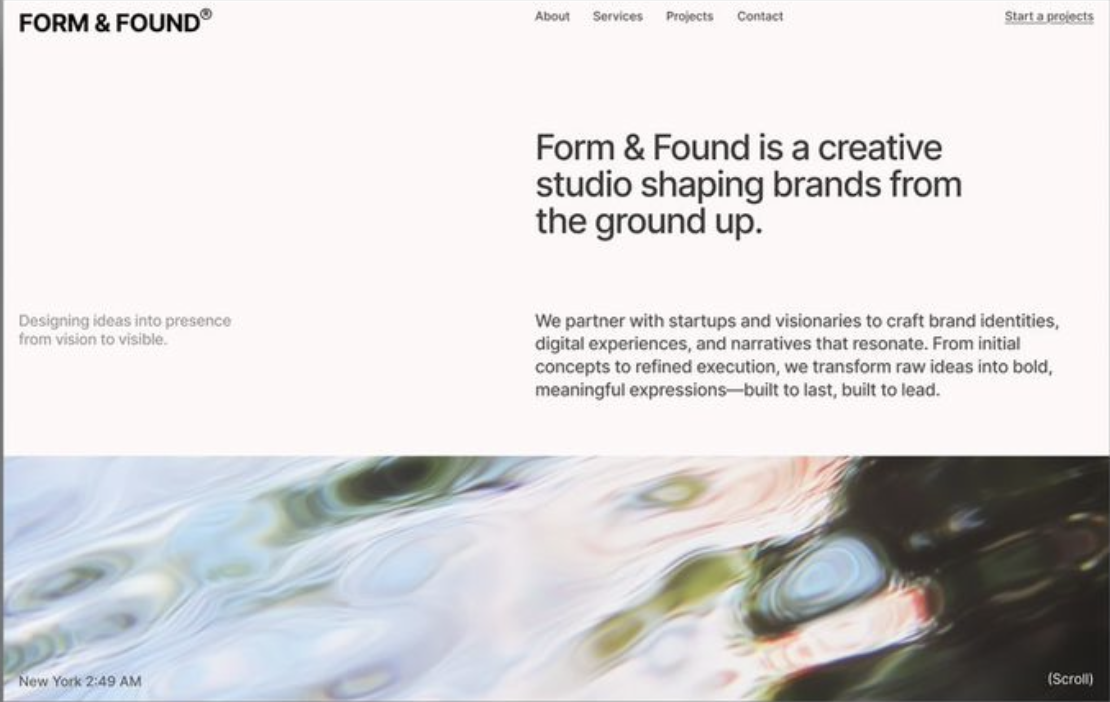 FORM & FOUND®
About Services Projects Contact
Start a projects
Form & Found is a creative
studio shaping brands from
the ground up.
Designing ideas into presence
from vision to visible.
We partner with startups and visionaries to craft brand identities,
digital experiences, and narratives that resonate. From initial
concepts to refined execution, we transform raw ideas into bold,
meaningful expressions—built to last, built to lead.
New York 2:49 AM
(Scroll)